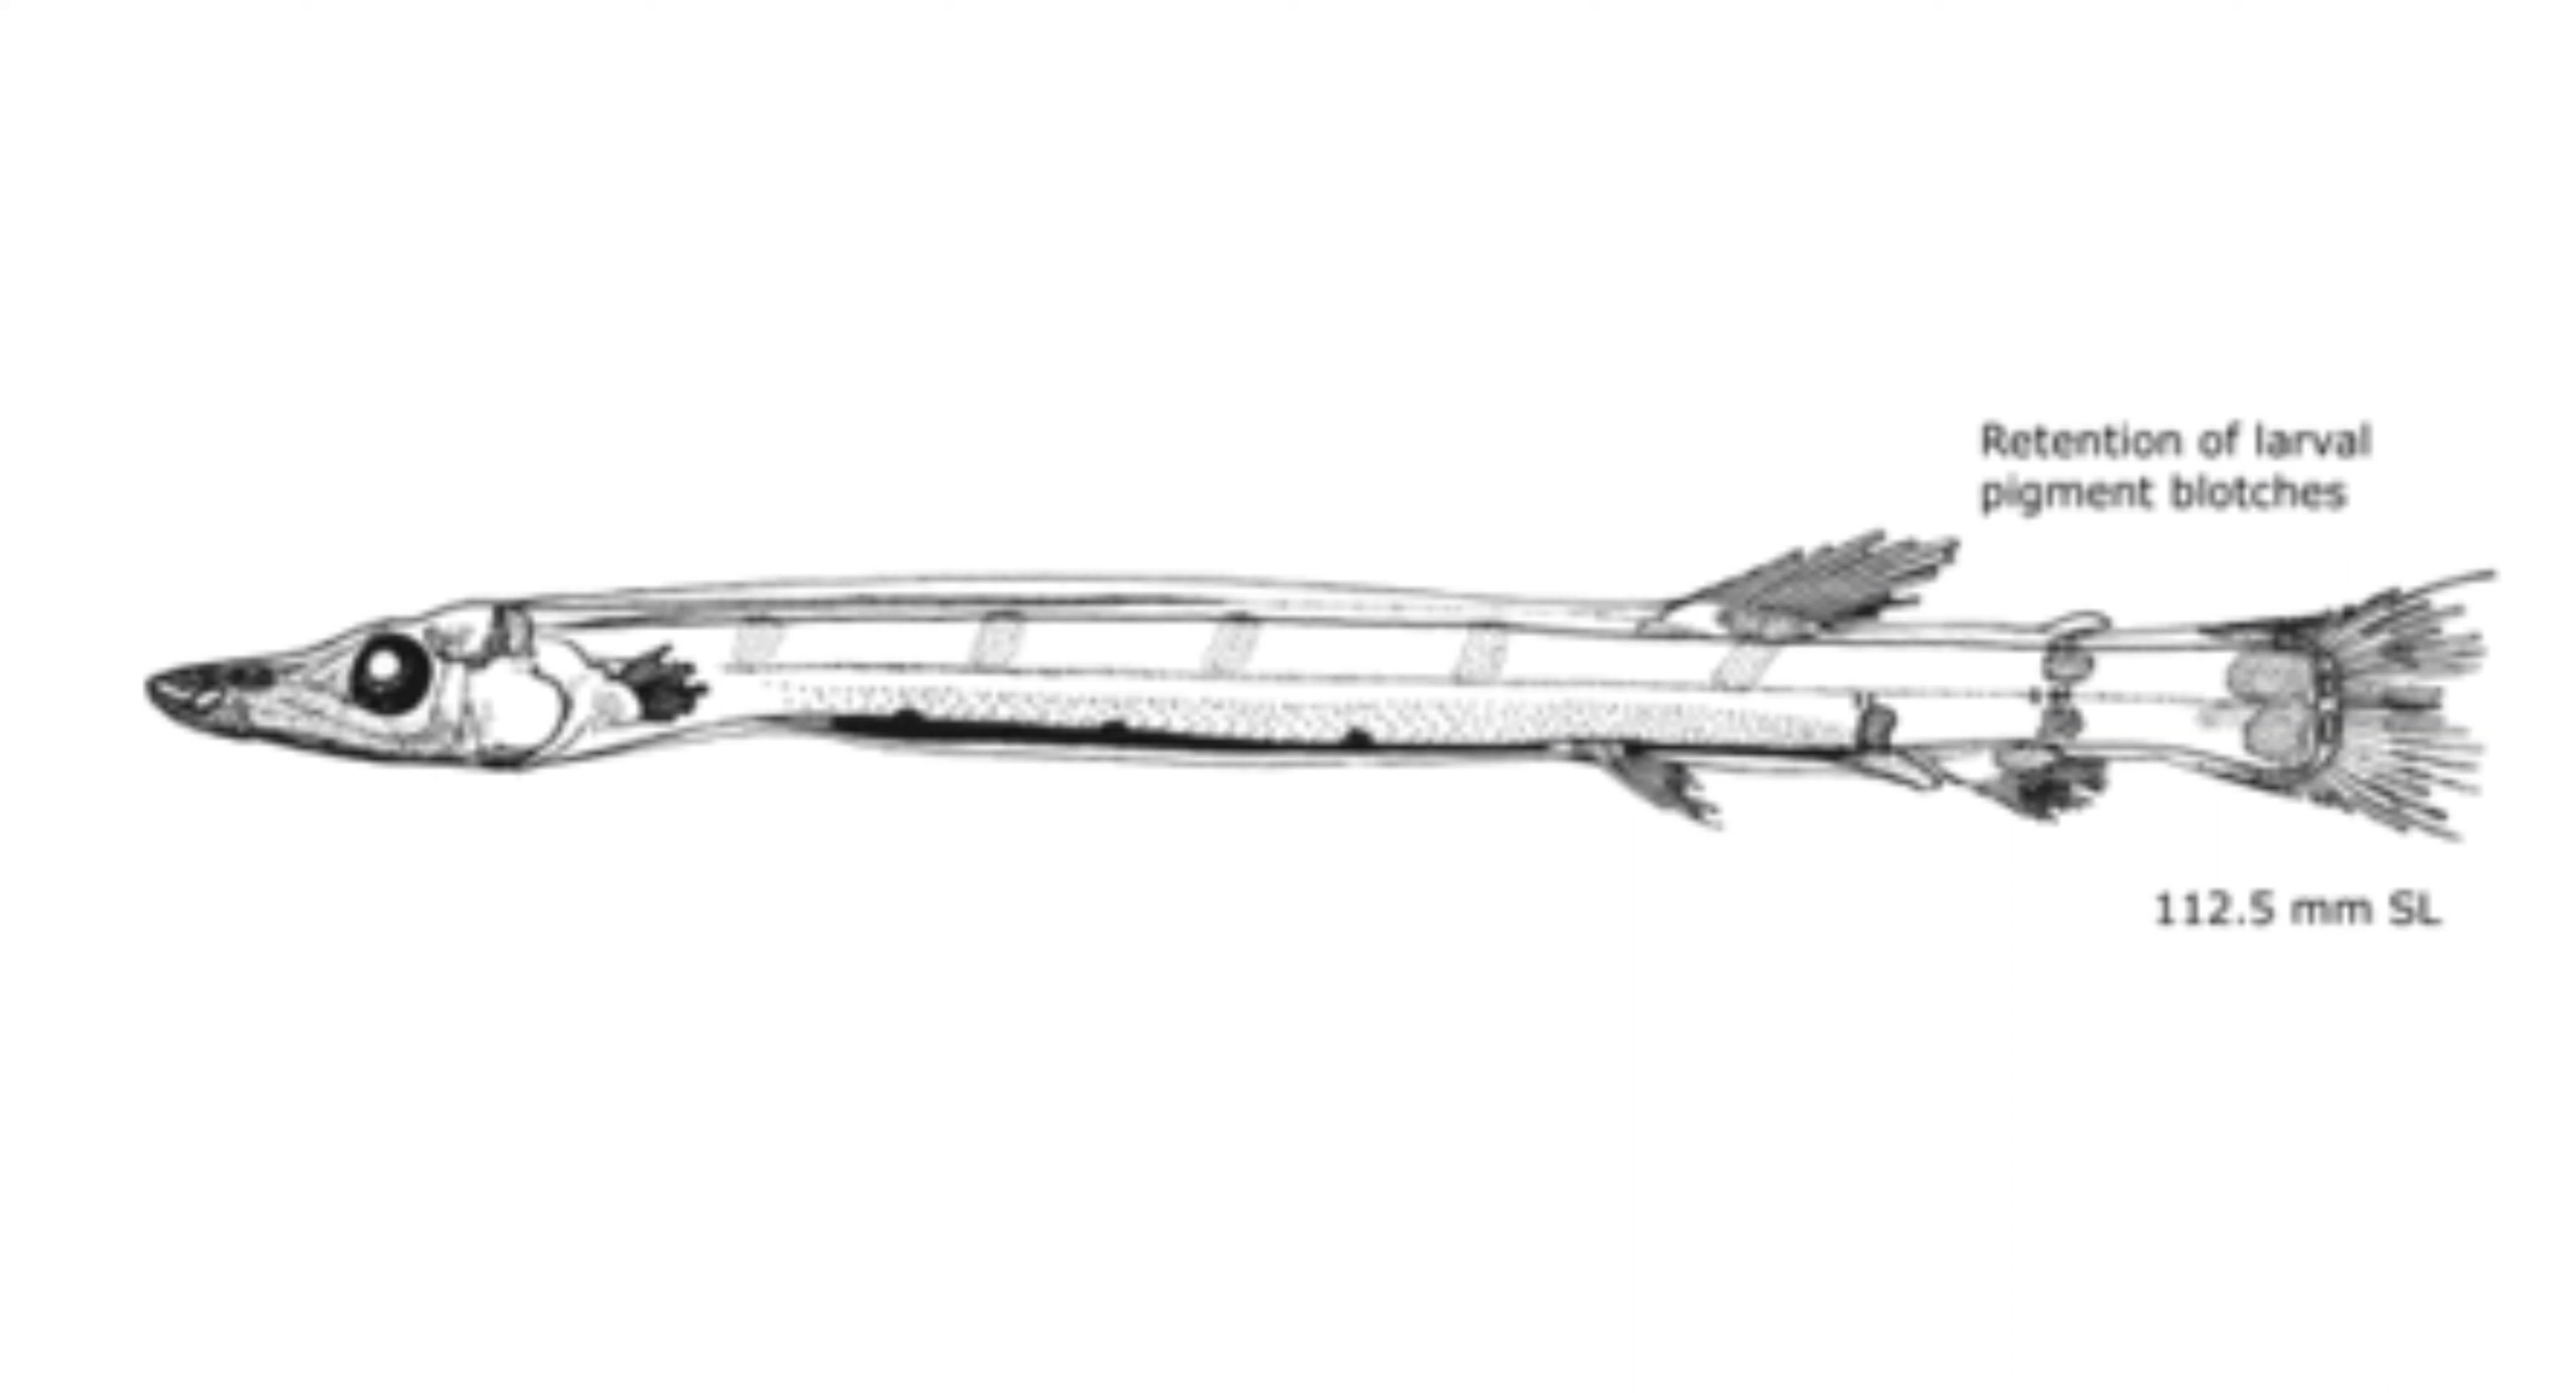 Retention of larval
pigment blotches
112.5 mm SL